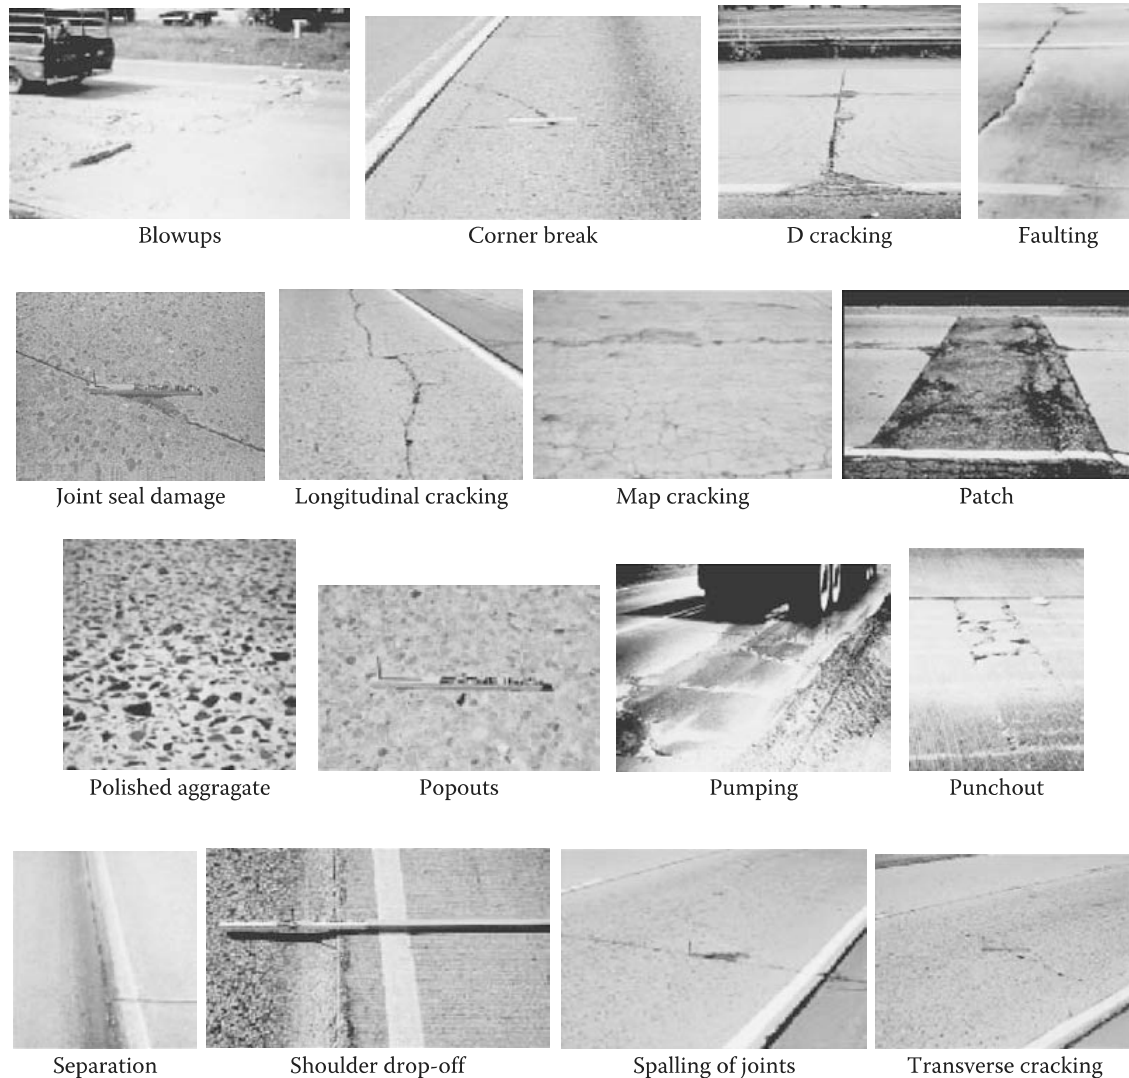 Blowups
Corner break
D cracking
Faulting
Joint seal damage
Longitudinal cracking
Map cracking
Patch
Polished aggragate
Popouts
Pumping
Punchout
Separation
Shoulder drop-off
Spalling of joints
Transverse cracking